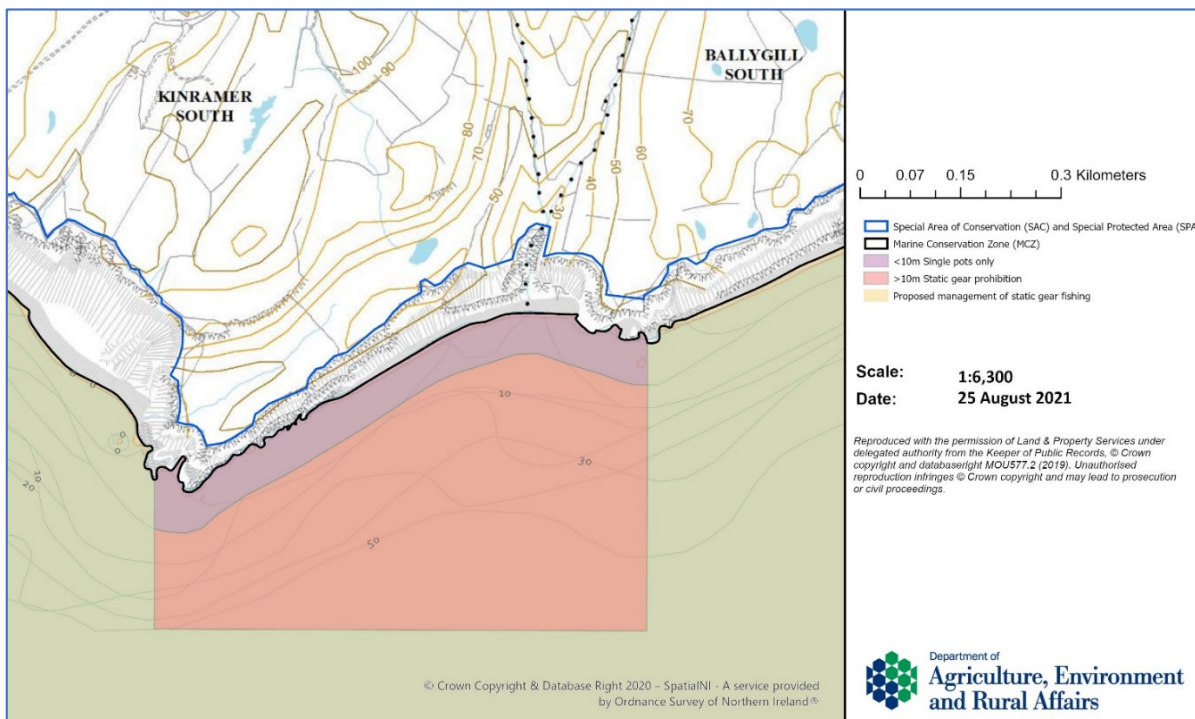 100
90
KINRAMER
SOUTH
BALLYGILL
SOUTH
80
70
50
30
40
50
60
70
0
0
0
10
20
10
30
50
© Crown Copyright & Database Right 2020 – SpatialNI - A service provided
by Ordnance Survey of Northern Ireland ®
0 0.07 0.15 0.3 Kilometers
Special Area of Conservation (SAC) and Special Protected Area (SPA
Marine Conservation Zone (MCZ)
<10m Single pots only
>10m Static gear prohibition
Proposed management of static gear fishing
Scale: 1:6,300
Date: 25 August 2021
Reproduced with the permission of Land & Property Services under
delegated authority from the Keeper of Public Records, © Crown
copyright and databaseright MOU577.2 (2019). Unauthorised
reproduction infringes © Crown copyright and may lead to prosecution
or civil proceedings.
Department of
Agriculture, Environment
and Rural Affairs